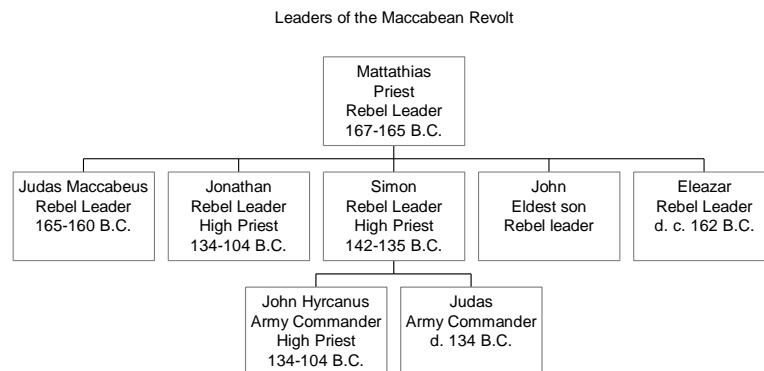 Leaders of the Maccabean Revolt
Mattathias
Priest
Rebel Leader
167-165 B.C.
Judas Maccabeus
Rebel Leader
165-160 B.C.
Jonathan
Rebel Leader
High Priest
134-104 B.C.
Simon
Rebel Leader
High Priest
142-135 B.C.
John
Eldest son
Rebel leader
Eleazar
Rebel Leader
d. c. 162 B.C.
John Hyrcanus
Army Commander
High Priest
134-104 B.C.
Judas
Army Commander
d. 134 B.C.